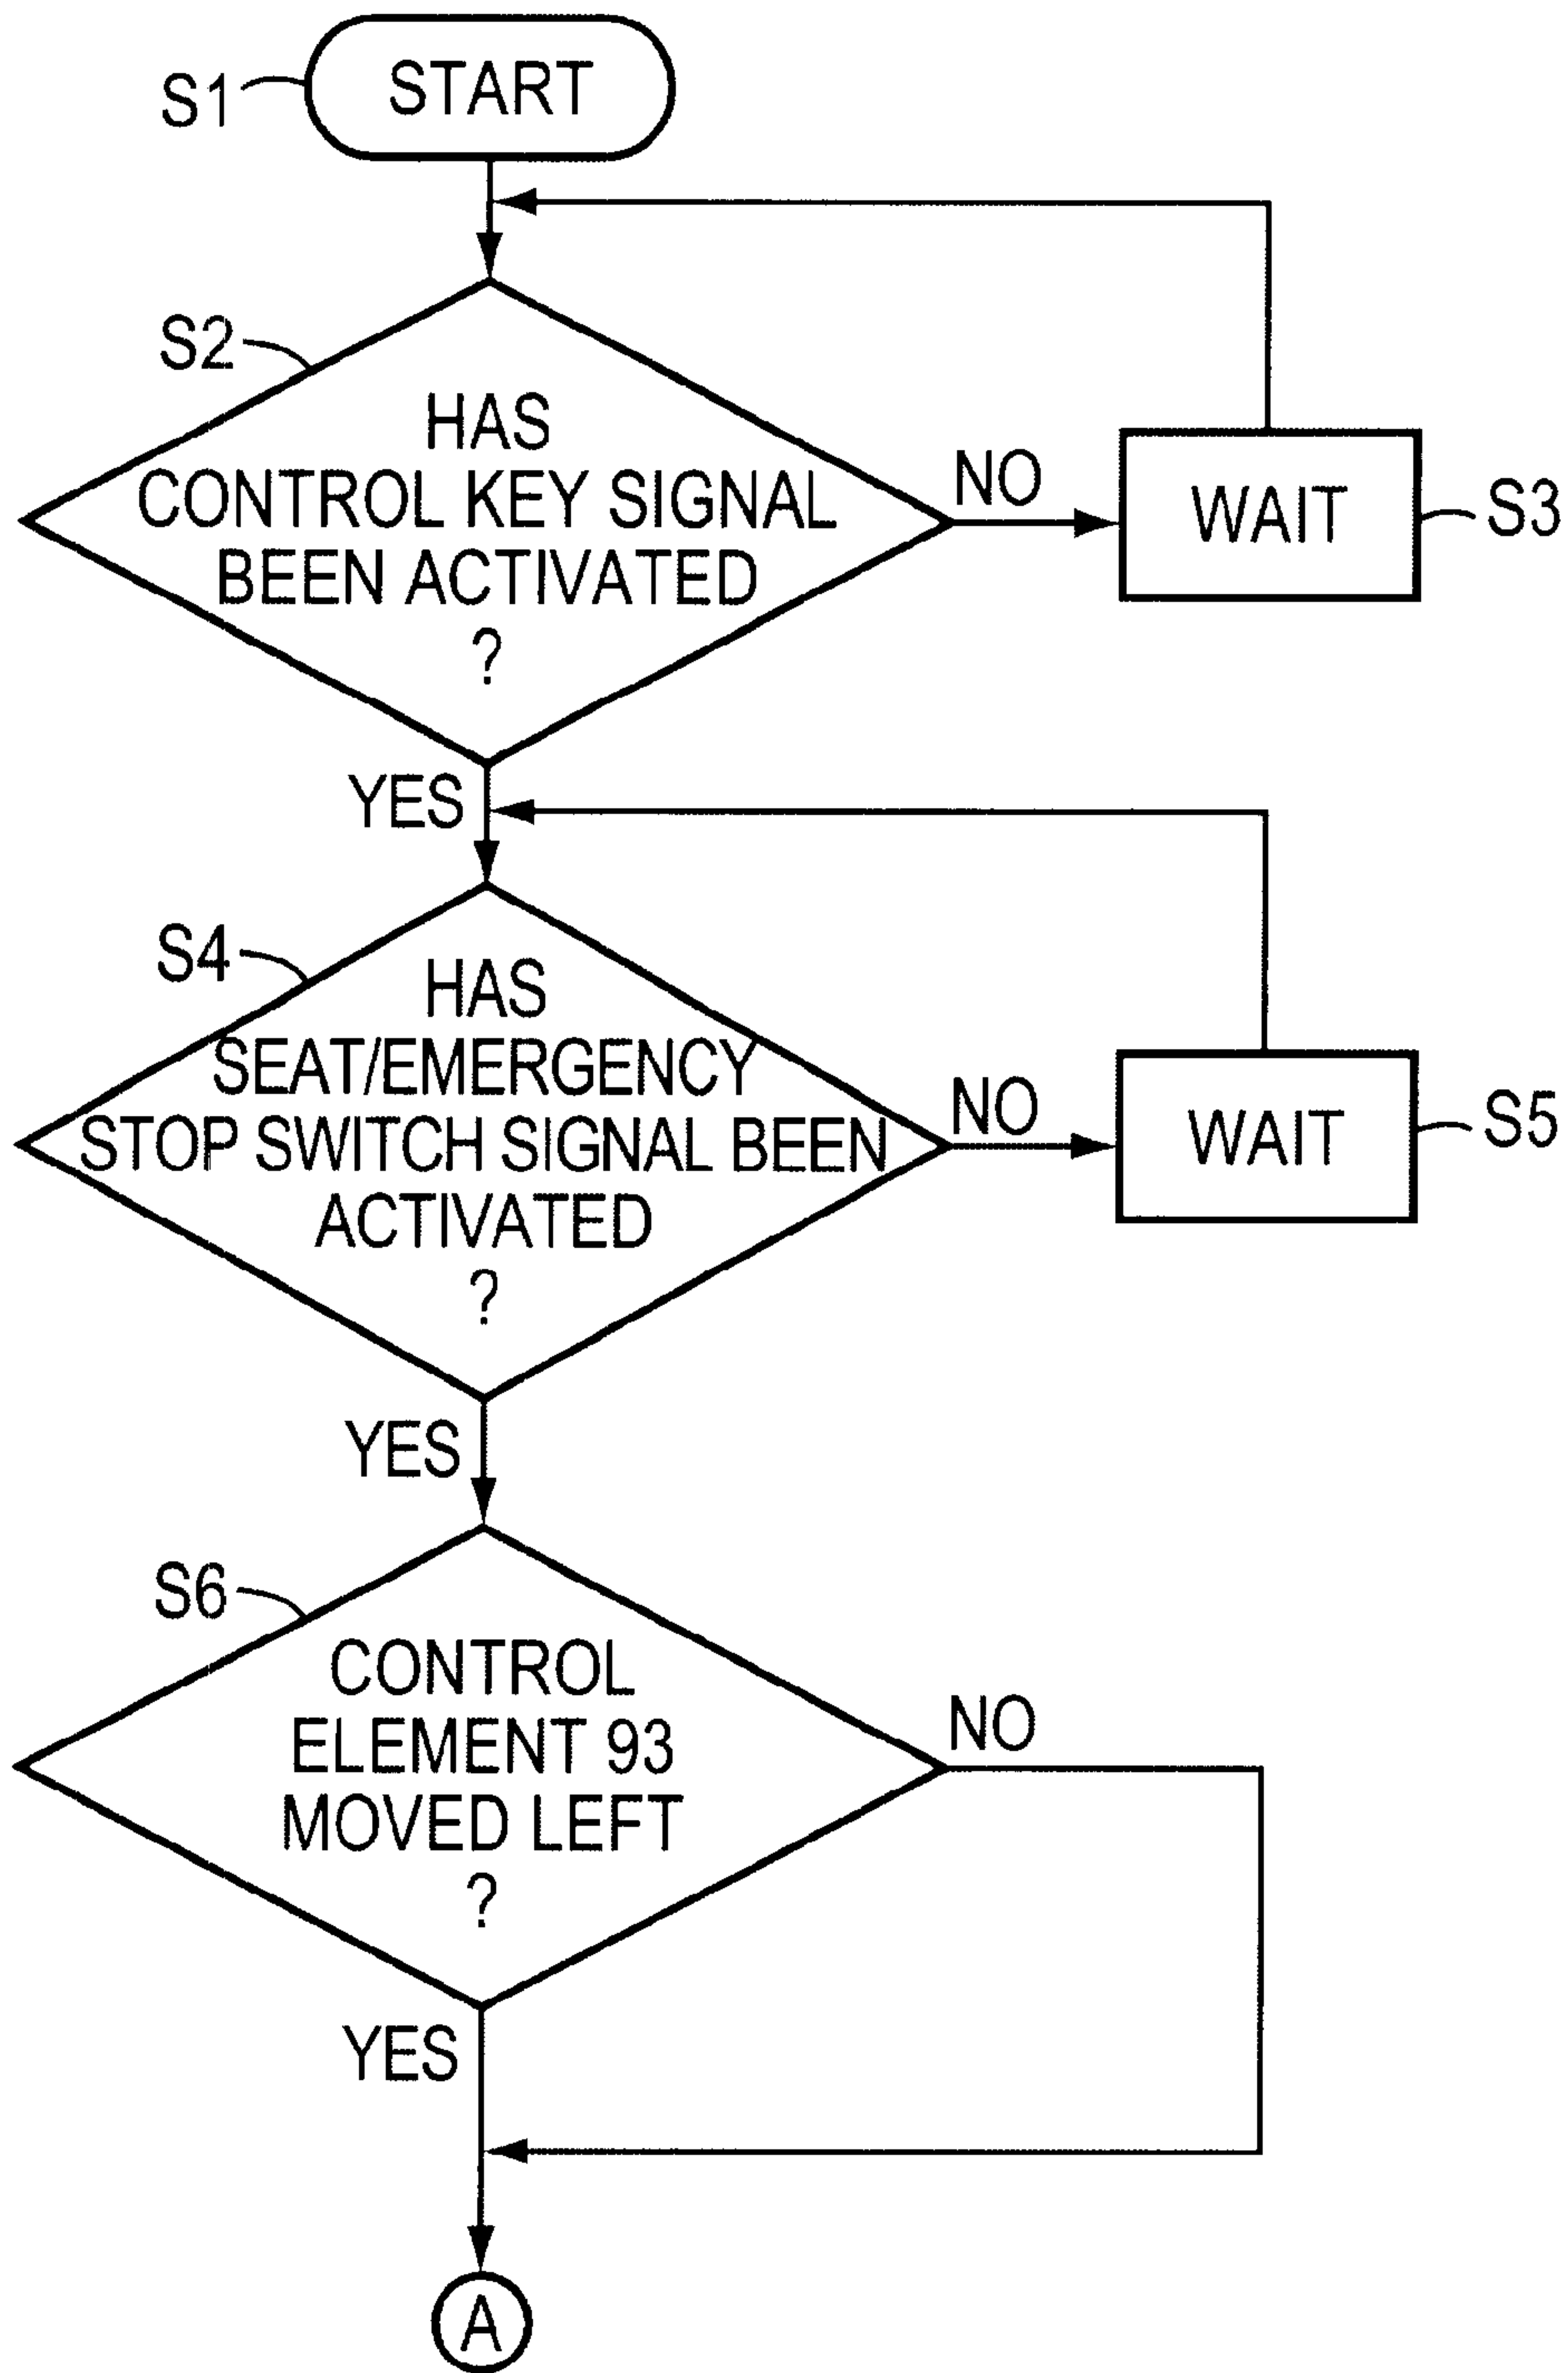 S1
START
S2
HAS
CONTROL KEY SIGNAL
BEEN ACTIVATED
?
NO
WAIT
S3
YES
S4
HAS
SEAT/EMERGENCY
STOP SWITCH SIGNAL BEEN
ACTIVATED
?
NO
WAIT
S5
YES
S6
CONTROL
ELEMENT 93
MOVED LEFT
?
NO
YES
A